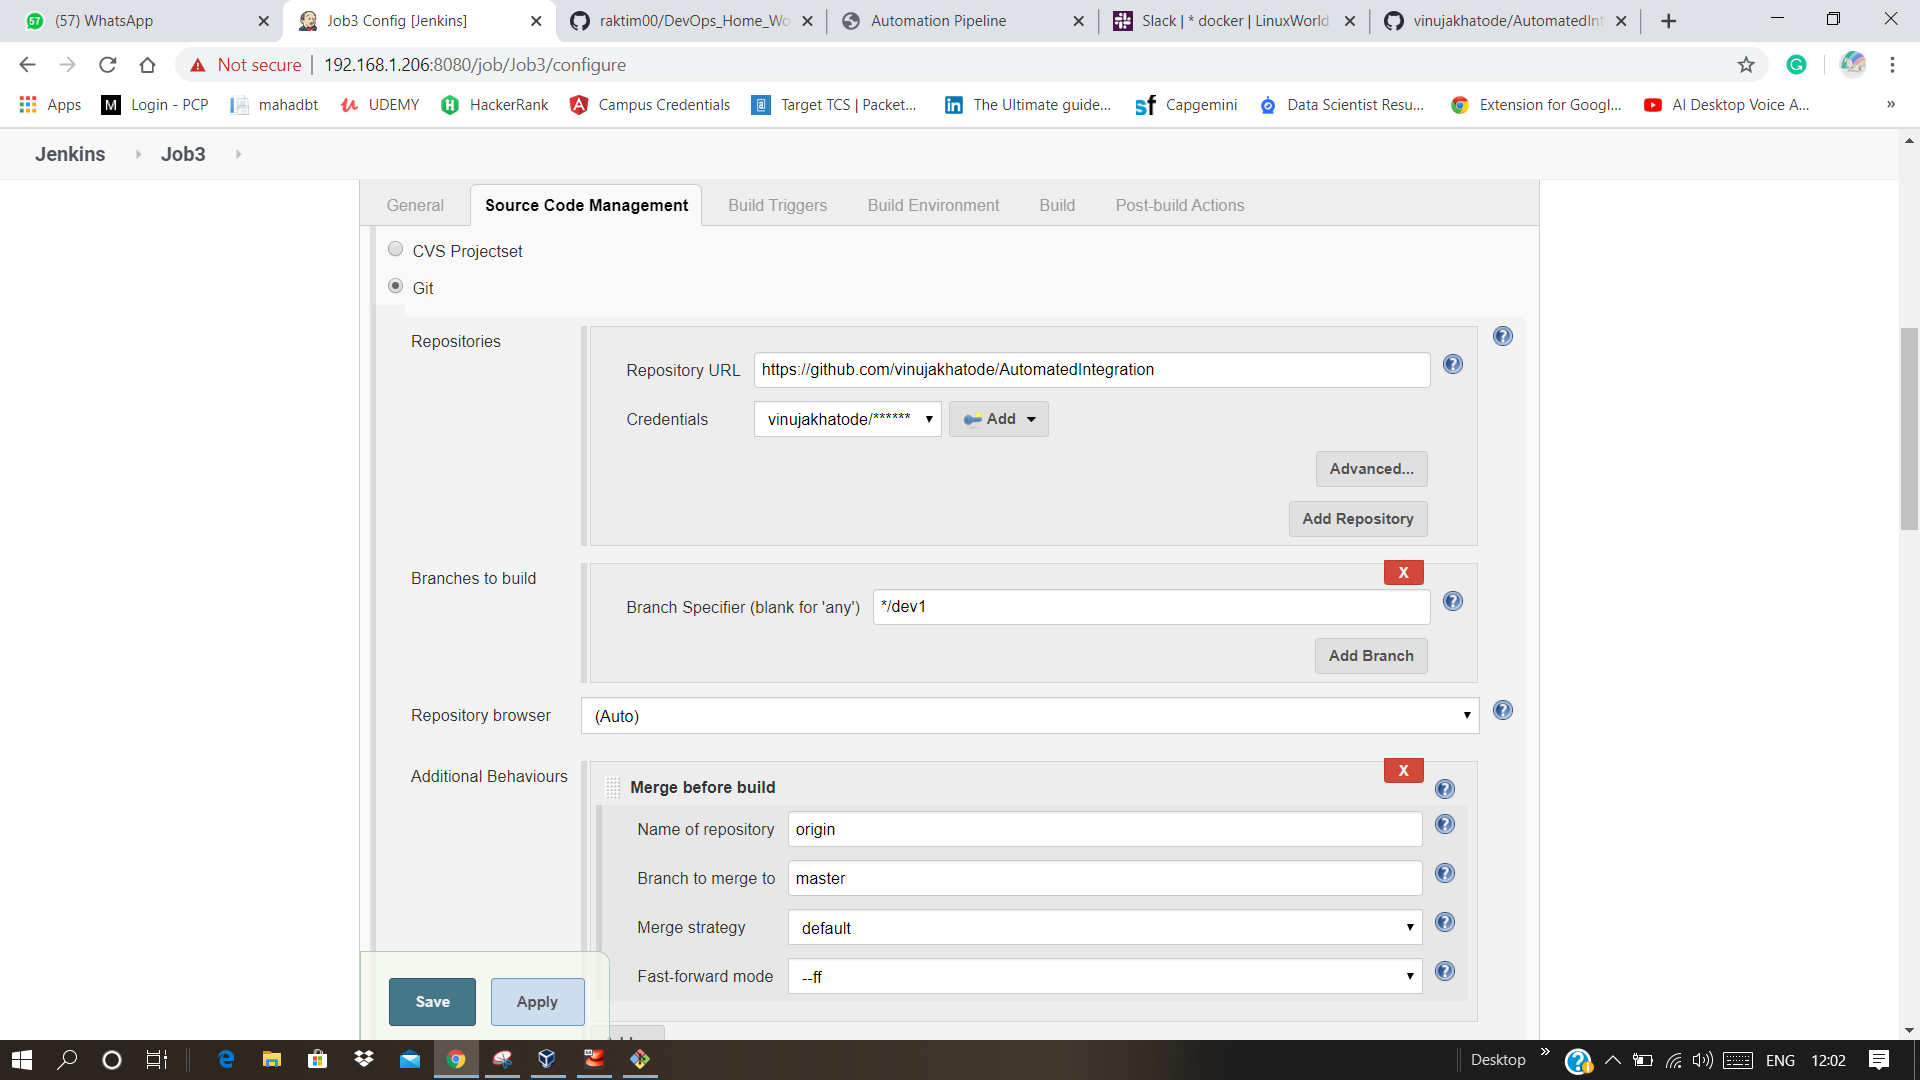 57 (57) WhatsApp
Job3 Config [Jenkins]
raktim00/DevOps_Home_Wo
Automation Pipeline
Slack | * docker | LinuxWorld
vinujakhatode/AutomatedInt
Not secure | 192.168.1.206:8080/job/Job3/configure
Apps
M Login - PCP
mahadbt
UDEMY
HackerRank
Campus Credentials
Target TCS | Packet...
The Ultimate guide...
Capgemini
Data Scientist Resu...
Extension for Googl...
AI Desktop Voice A...
»
Jenkins
Job3
General
Source Code Management
Build Triggers
Build Environment
Build
Post-build Actions
CVS Projectset
Git
Repositories
Repository URL https://github.com/vinujakhatode/AutomatedIntegration
Credentials vinujakhatode/****** Add
Advanced...
Add Repository
Branches to build
X
Branch Specifier (blank for 'any') */dev1
Add Branch
Repository browser (Auto)
Additional Behaviours
X
Merge before build
Name of repository origin
Branch to merge to master
Merge strategy default
Fast-forward mode --ff
Save Apply
Desktop » ENG 12:02